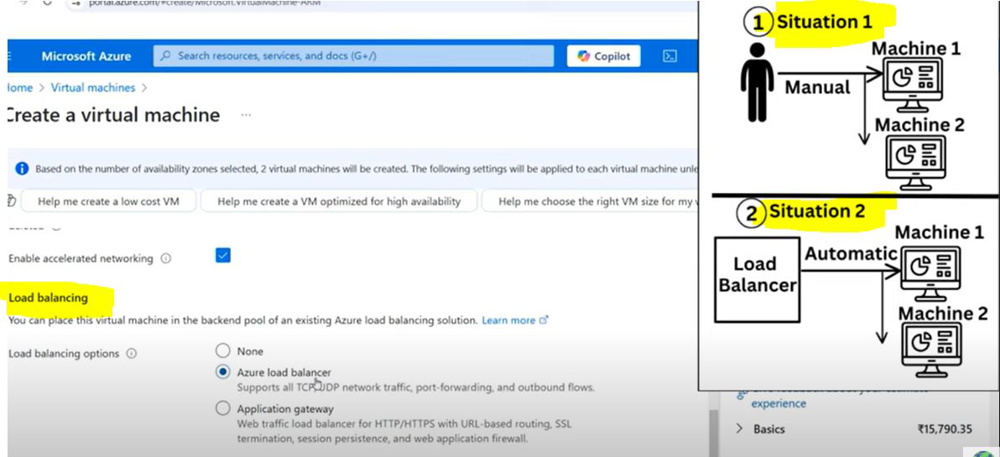 portal.azure.com/#create/Microsoft.VirtualMachine-ARM
Microsoft Azure
Search resources, services, and docs (G+/)
Copilot
Home > Virtual machines >
Create a virtual machine ...
Based on the number of availability zones selected, 2 virtual machines will be created. The following settings will be applied to each virtual machine unle
Help me create a low cost VM
Help me create a VM optimized for high availability
Help me choose the right VM size for my
Enable accelerated networking
Load balancing
You can place this virtual machine in the backend pool of an existing Azure load balancing solution. Learn more
Load balancing options
None
Azure load balancer
Supports all TCP/UDP network traffic, port-forwarding, and outbound flows.
Application gateway
Web traffic load balancer for HTTP/HTTPS with URL-based routing, SSL
termination, session persistence, and web application firewall.
1 Situation 1
Machine 1
Manual
Machine 2
2 Situation 2
Machine 1
Automatic
Load
Balancer
Machine 2
experience
> Basics
₹15,790.35